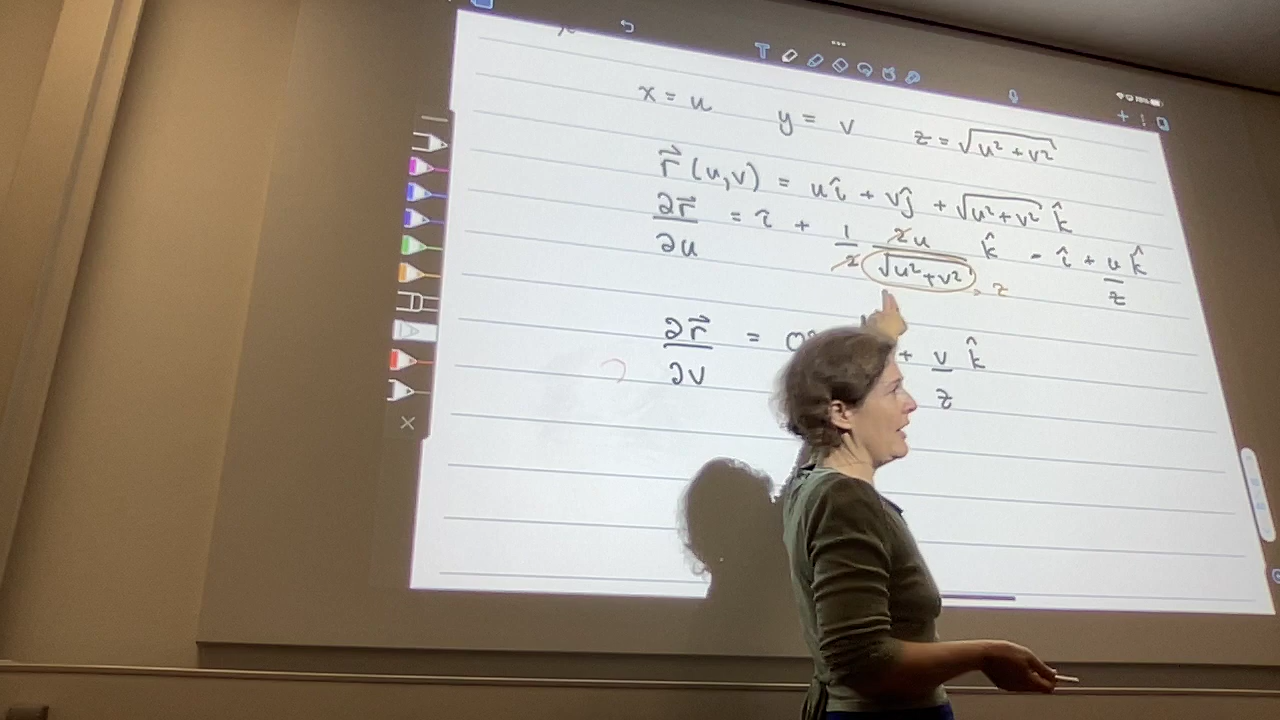 x = u y = v z = √(u² + v²)
r⃗ (u,v) = u î + v ĵ + √(u² + v²) k̂
∂r⃗/∂u = î + 1/2 2u/√(u² + v²) k̂ = î + u/z k̂
→ z
∂r⃗/∂v = 0 + v/z k̂